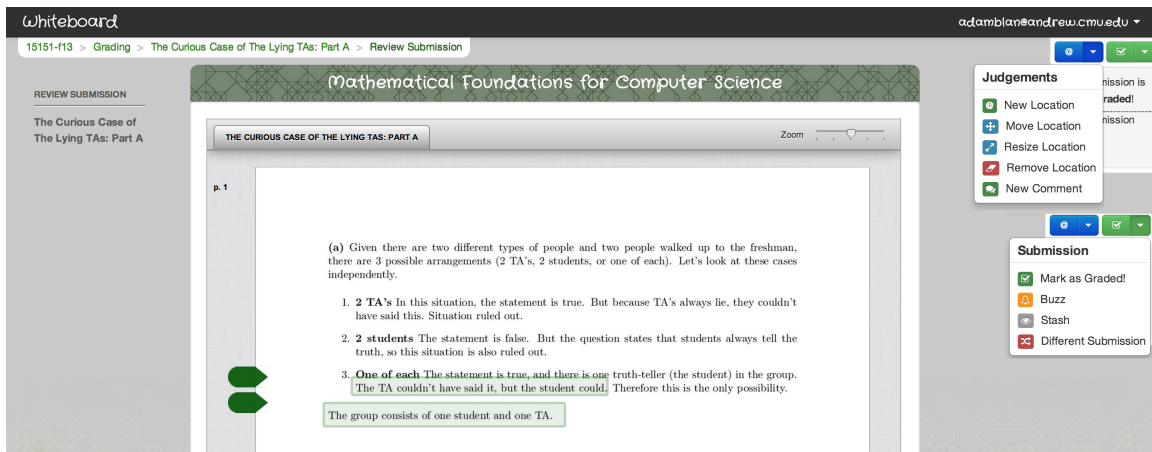 Whiteboard
adamblan@andrew.cmu.edu
15151-f13 > Grading > The Curious Case of The Lying TAs: Part A > Review Submission
Mathematical Foundations for Computer Science
REVIEW SUBMISSION
The Curious Case of
The Lying TAs: Part A
THE CURIOUS CASE OF THE LYING TAS: PART A
Zoom
p. 1
(a) Given there are two different types of people and two people walked up to the freshman,
there are 3 possible arrangements (2 TA's, 2 students, or one of each). Let's look at these cases
independently.
1. 2 TA's In this situation, the statement is true. But because TA's always lie, they couldn't
have said this. Situation ruled out.
2. 2 students The statement is false. But the question states that students always tell the
truth, so this situation is also ruled out.
3. One of each The statement is true, and there is one truth-teller (the student) in the group.
The TA couldn't have said it, but the student could. Therefore this is the only possibility.
The group consists of one student and one TA.
Judgements
New Location
Move Location
Resize Location
Remove Location
New Comment
mission is
raded!
mission
Submission
Mark as Graded!
Buzz
Stash
Different Submission